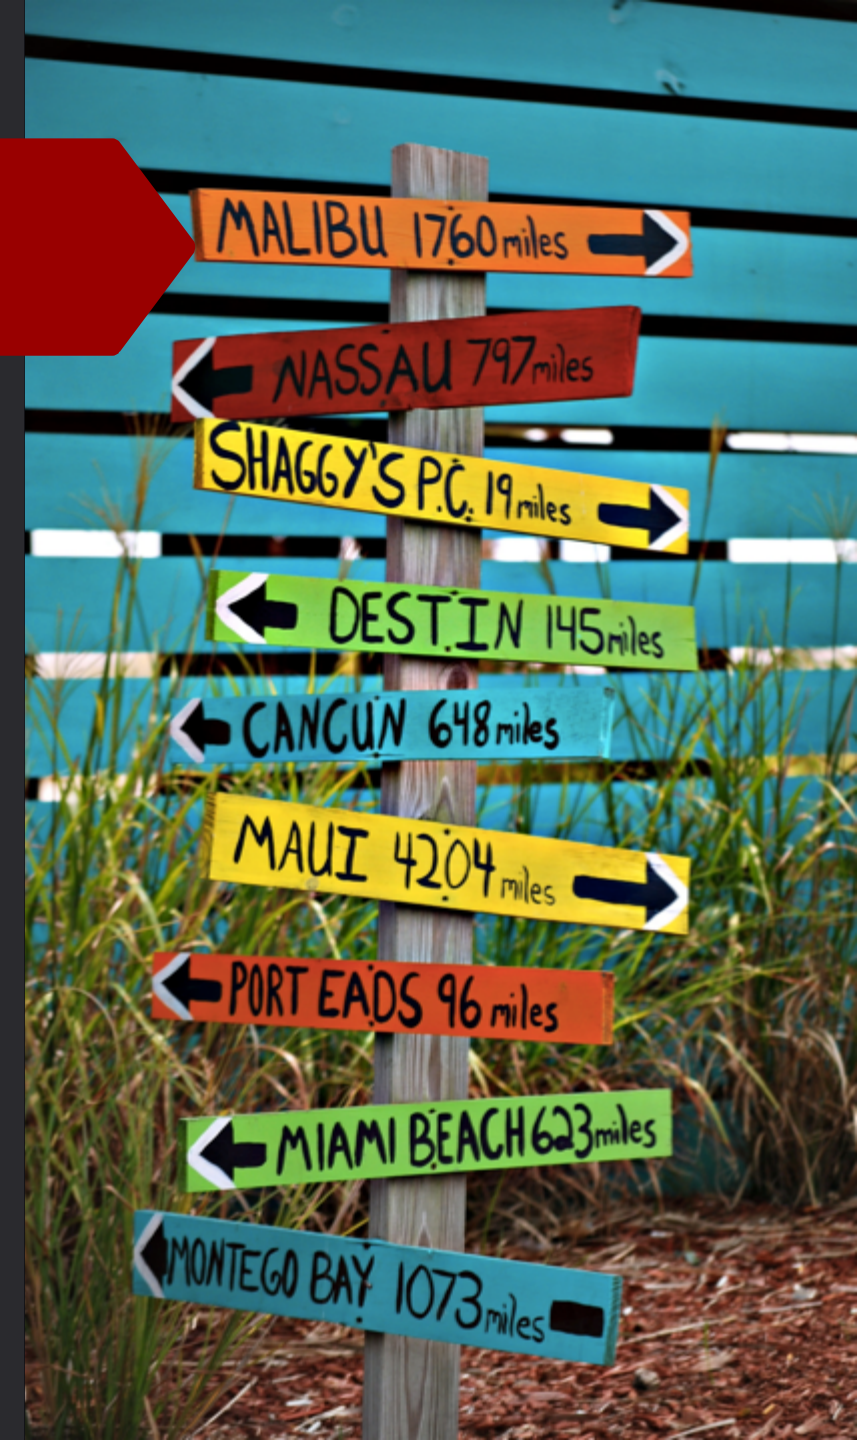 MALIBU 1760 miles
NASSAU 797 miles
SHAGGY'S P.C. 19 miles
DESTIN 145 miles
CANCUN 648 miles
MAUI 4204 miles
PORT EADS 96 miles
MIAMI BEACH 623 miles
MONTEGO BAY 1073 miles